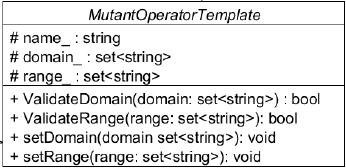 MutantOperatorTemplate
# name_ : string
# domain_ : set<string>
# range_ : set<string>
+ ValidateDomain(domain: set<string>) : bool
+ ValidateRange(range: set<string>): bool
+ setDomain(domain set<string>): void
+ setRange(range: set<string>): void